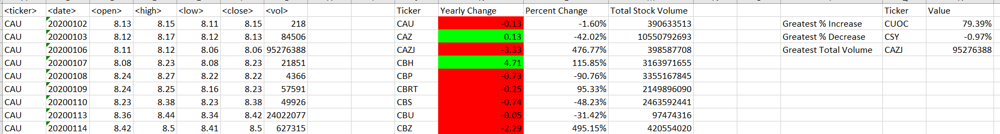 <ticker> <date> <open> <high> <low> <close> <vol> Ticker Yearly Change Percent Change Total Stock Volume Ticker Value
CAU 20200102 8.13 8.15 8.11 8.15 218 CAU -0.13 -1.60% 390633513 Greatest % Increase CUOC 79.39%
CAU 20200103 8.12 8.17 8.12 8.13 84506 CAZ 0.13 -42.02% 10550792693 Greatest % Decrease CSY -0.97%
CAU 20200106 8.11 8.12 8.06 8.06 95276388 CAZJ -3.33 476.77% 398587708 Greatest Total Volume CAZJ 95276388
CAU 20200107 8.08 8.23 8.08 8.23 21851 CBH 4.71 115.85% 3163971655
CAU 20200108 8.24 8.27 8.22 8.22 4366 CBP -0.73 -90.76% 3355167845
CAU 20200109 8.24 8.25 8.16 8.23 57591 CBRT -0.25 95.33% 2149896090
CAU 20200110 8.23 8.38 8.23 8.38 49926 CBS -0.74 -48.23% 2463592441
CAU 20200113 8.36 8.44 8.34 8.42 24022077 CBU -0.05 -31.42% 97474316
CAU 20200114 8.42 8.5 8.41 8.5 627315 CBZ -2.29 495.15% 420554020